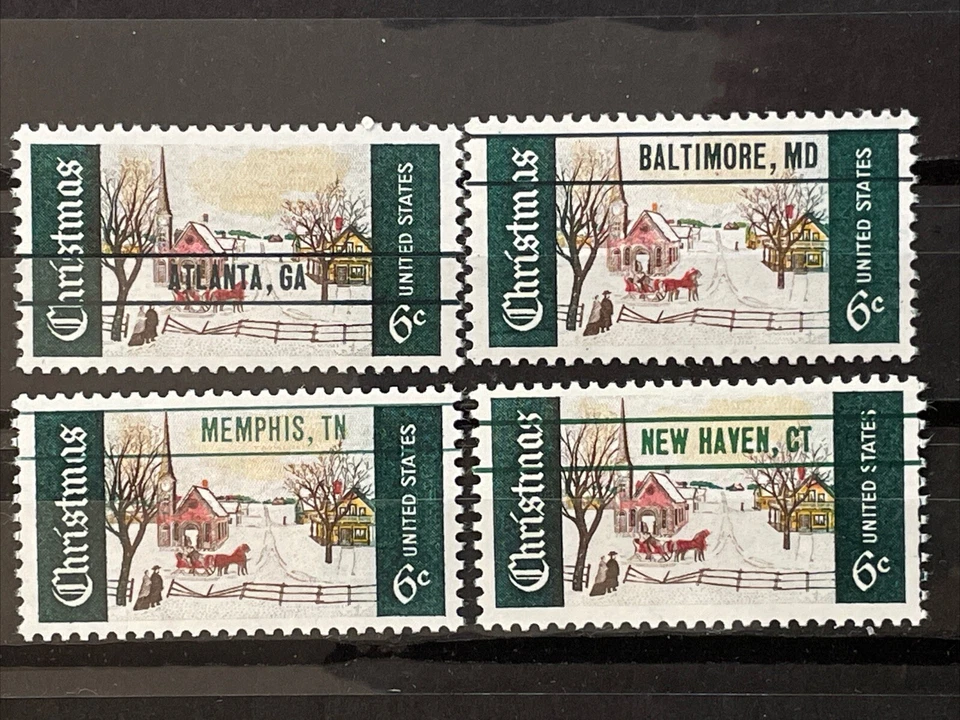 Christmas
ATLANTA, GA
UNITED STATES
6c
Christmas
BALTIMORE, MD
UNITED STATES
6c
Christmas
MEMPHIS, TN
UNITED STATES
6c
Christmas
NEW HAVEN, CT
UNITED STATES
6c